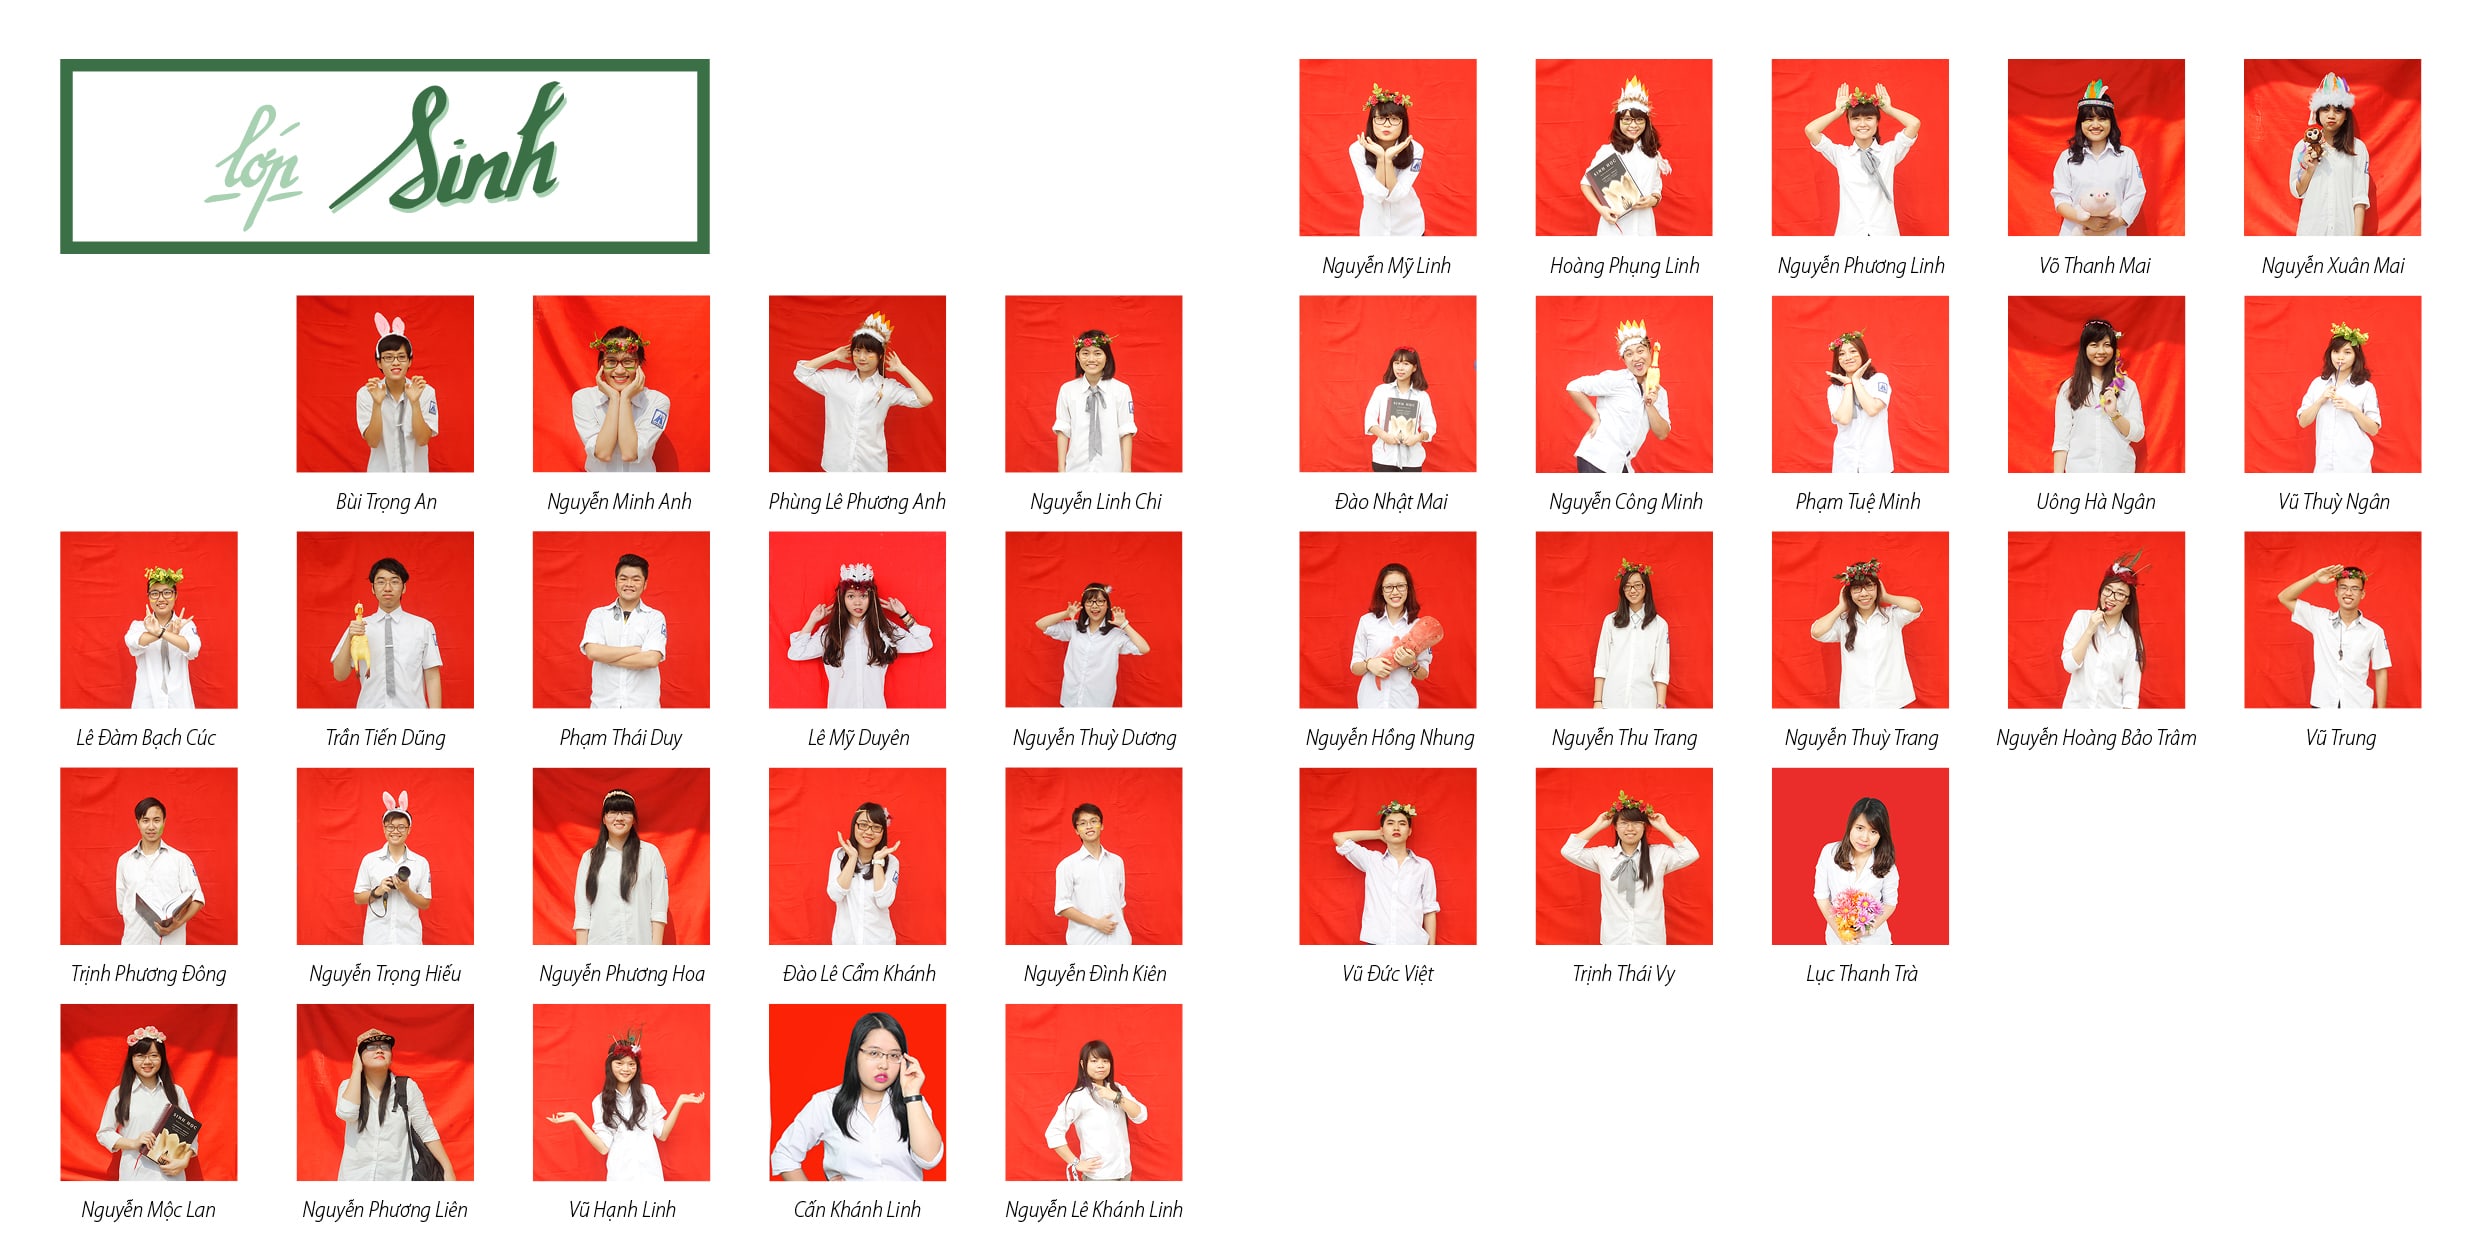 lớp Sinh
Bùi Trọng An
Nguyễn Minh Anh
Phùng Lê Phương Anh
Nguyễn Linh Chi
Lê Đàm Bạch Cúc
Trần Tiến Dũng
Phạm Thái Duy
Lê Mỹ Duyên
Nguyễn Thuỳ Dương
Trịnh Phương Đông
Nguyễn Trọng Hiếu
Nguyễn Phương Hoa
Đào Lê Cẩm Khánh
Nguyễn Đình Kiên
SINH HỌC
Nguyễn Mộc Lan
Nguyễn Phương Liên
Vũ Hạnh Linh
Cấn Khánh Linh
Nguyễn Lê Khánh Linh
Nguyễn Mỹ Linh
SINH HỌC
Hoàng Phụng Linh
Nguyễn Phương Linh
Võ Thanh Mai
Nguyễn Xuân Mai
SINH HỌC
Đào Nhật Mai
Nguyễn Công Minh
Phạm Tuệ Minh
Uông Hà Ngân
Vũ Thuỳ Ngân
Nguyễn Hồng Nhung
Nguyễn Thu Trang
Nguyễn Thuỳ Trang
Nguyễn Hoàng Bảo Trâm
Vũ Trung
Vũ Đức Việt
Trịnh Thái Vy
Lục Thanh Trà